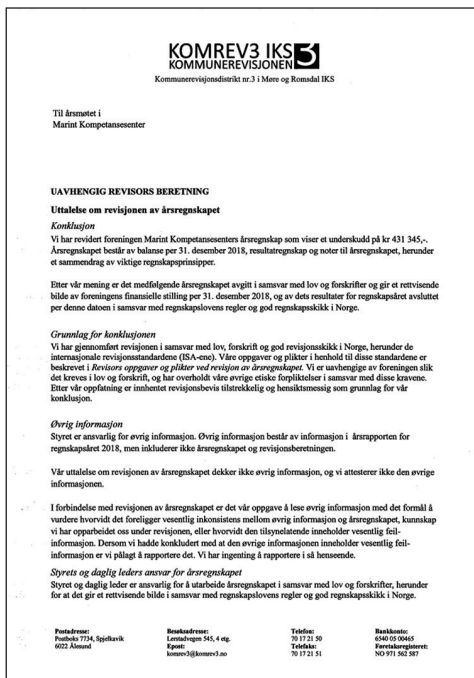 KOMREV3 IKS 3
KOMMUNEREVISJONEN
Kommunerevisjonsdistrikt nr.3 i Møre og Romsdal IKS
Til årsmøtet i
Marint Kompetansesenter
UAVHENGIG REVISORS BERETNING
Uttalelse om revisjonen av årsregnskapet
Konklusjon
Vi har revidert foreningen Marint Kompetansesenters årsregnskap som viser et underskudd på kr 431 345,-.
Årsregnskapet består av balanse per 31. desember 2018, resultatregnskap og noter til årsregnskapet, herunder
et sammendrag av viktige regnskapsprinsipper.
Etter vår mening er det medfølgende årsregnskapet avgitt i samsvar med lov og forskrifter og gir et rettvisende
bilde av foreningens finansielle stilling per 31. desember 2018, og av dets resultater for regnskapsåret avsluttet
per denne datoen i samsvar med regnskapslovens regler og god regnskapsskikk i Norge.
Grunnlag for konklusjonen
Vi har gjennomført revisjonen i samsvar med lov, forskrift og god revisjonsskikk i Norge, herunder de
internasjonale revisjonsstandardene (ISA-ene). Våre oppgaver og plikter i henhold til disse standardene er
beskrevet i Revisors oppgaver og plikter ved revisjon av årsregnskapet. Vi er uavhengige av foreningen slik
det kreves i lov og forskrift, og har overholdt våre øvrige etiske forpliktelser i samsvar med disse kravene.
Etter vår oppfatning er innhentet revisjonsbevis tilstrekkelig og hensiktsmessig som grunnlag for vår
konklusjon.
Øvrig informasjon
Styret er ansvarlig for øvrig informasjon. Øvrig informasjon består av informasjon i årsrapporten for
regnskapsåret 2018, men inkluderer ikke årsregnskapet og revisjonsberetningen.
Vår uttalelse om revisjonen av årsregnskapet dekker ikke øvrig informasjon, og vi attesterer ikke den øvrige
informasjonen.
I forbindelse med revisjonen av årsregnskapet er det vår oppgave å lese øvrig informasjon med det formål å
vurdere hvorvidt det foreligger vesentlig inkonsistens mellom øvrig informasjon og årsregnskapet, kunnskap
vi har opparbeidet oss under revisjonen, eller hvorvidt den tilsynelatende inneholder vesentlig feil-
informasjon. Dersom vi hadde konkludert med at den øvrige informasjonen inneholder vesentlig feil-
informasjon er vi pålagt å rapportere det. Vi har ingenting å rapportere i så henseende.
Styrets og daglig leders ansvar for årsregnskapet
Styret og daglig leder er ansvarlig for å utarbeide årsregnskapet i samsvar med lov og forskrifter, herunder
for at det gir et rettvisende bilde i samsvar med regnskapslovens regler og god regnskapsskikk i Norge.
Postadresse: Besøksadresse: Telefon: Bankkonto:
Postboks 7734, Spjelkavik Lerstadvegen 545, 4 etg. 70 17 21 50 6540 05 00465
6022 Ålesund Epost: Telefaks: Foretaksregisteret:
komrev3@komrev3.no 70 17 21 51 NO 971 562 587